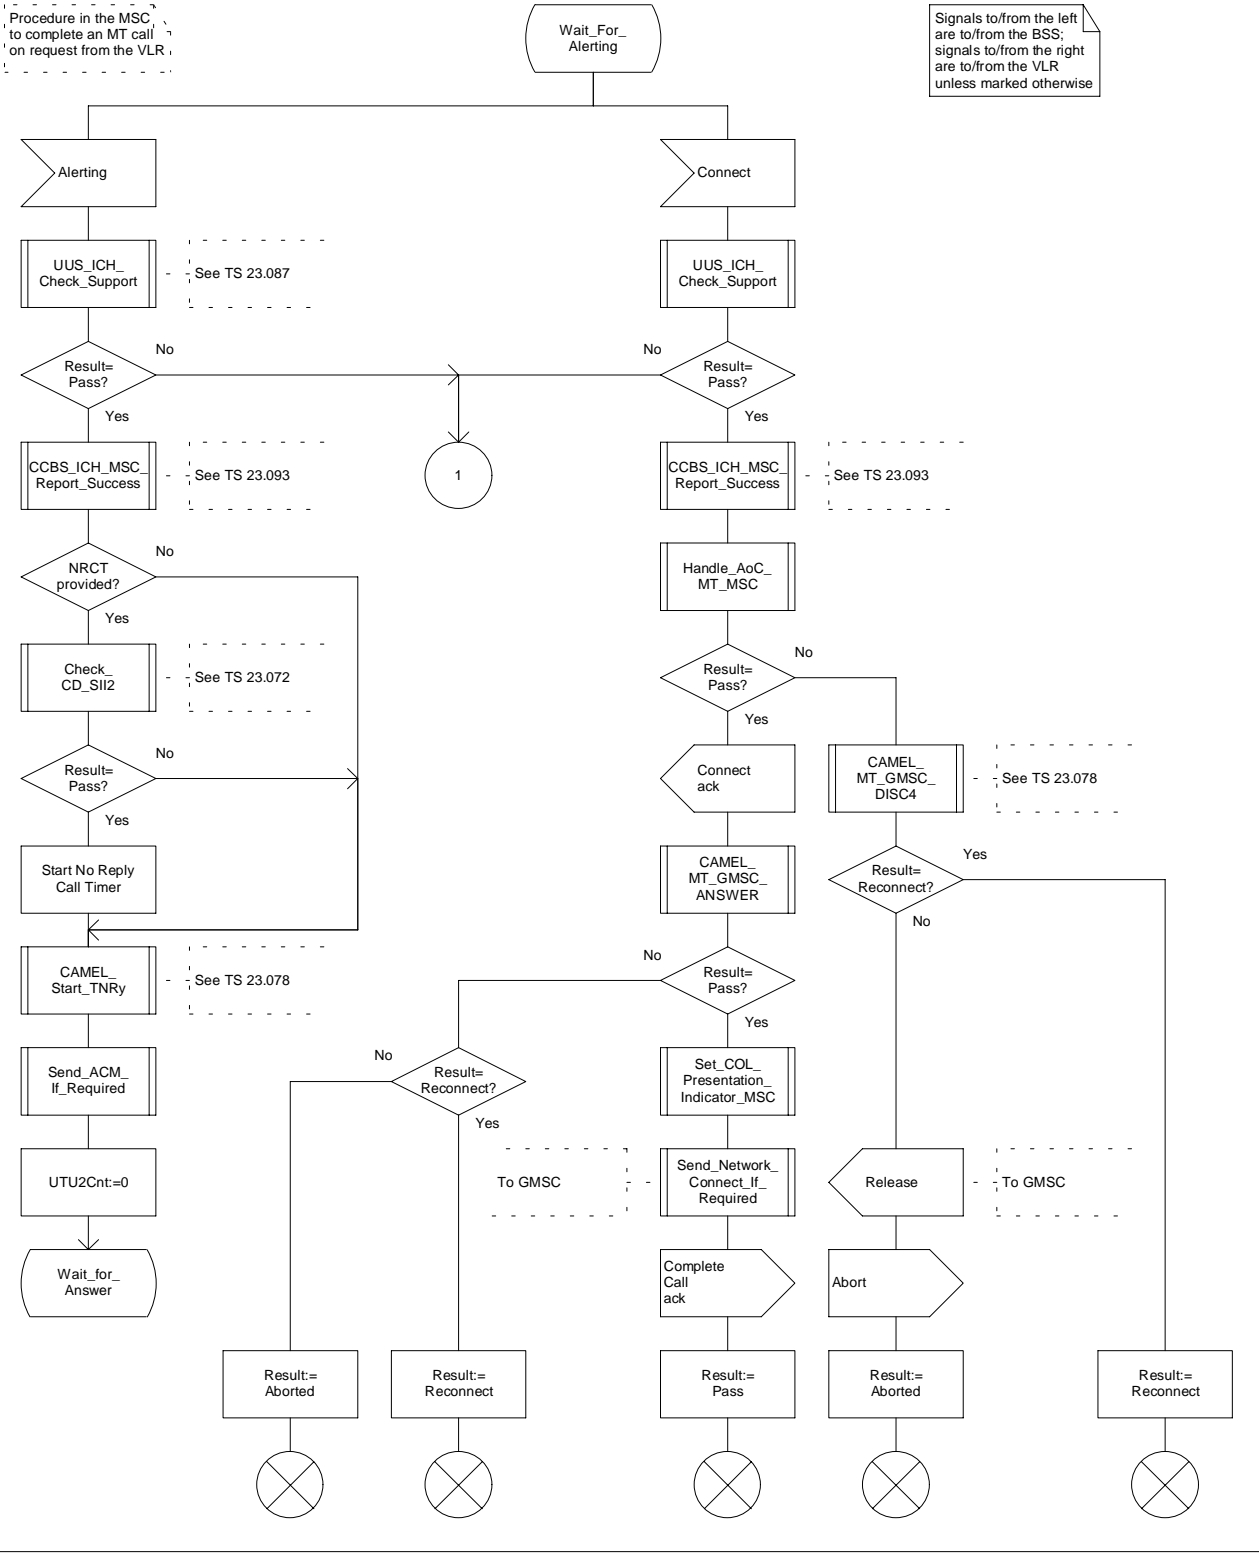 Procedure in the MSC
to complete an MT call
on request from the VLR
Wait_For_
Alerting
Signals to/from the left
are to/from the BSS;
signals to/from the right
are to/from the VLR
unless marked otherwise
Alerting
Connect
UUS_ICH_
Check_Support
See TS 23.087
UUS_ICH_
Check_Support
No
Result=
Pass?
Yes
No
Result=
Pass?
Yes
CCBS_ICH_MSC_
Report_Success
See TS 23.093
1
CCBS_ICH_MSC_
Report_Success
See TS 23.093
No
NRCT
provided?
Yes
Handle_AoC_
MT_MSC
Check_
CD_SII2
See TS 23.072
No
Result=
Pass?
Yes
No
Result=
Pass?
Yes
Connect
ack
CAMEL_
MT_GMSC_
DISC4
See TS 23.078
Start No Reply
Call Timer
CAMEL_
MT_GMSC_
ANSWER
Yes
Result=
Reconnect?
No
CAMEL_
Start_TNRy
See TS 23.078
No
Result=
Pass?
Yes
Send_ACM_
If_Required
No
Result=
Reconnect?
Yes
Set_COL_
Presentation_
Indicator_MSC
UTU2Cnt:=0
To GMSC
Send_Network_
Connect_If_
Required
Release
To GMSC
Wait_for_
Answer
Complete
Call
ack
Abort
Result:=
Aborted
Result:=
Reconnect
Result:=
Pass
Result:=
Aborted
Result:=
Reconnect